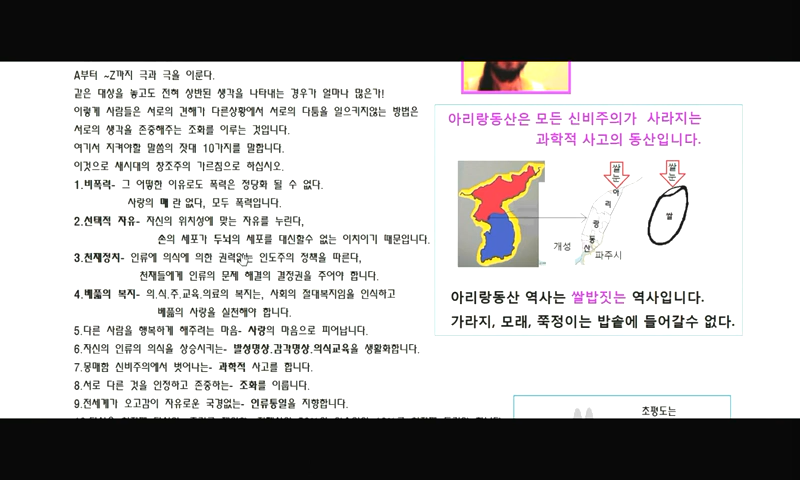 A부터 ~Z까지 극과 극을 이룬다.
같은 대상을 놓고도 전혀 상반된 생각을 나타내는 경우가 얼마나 많은가!
이렇게 사람들은 서로의 견해가 다른상황에서 서로의 다툼을 일으키지않는 방법은
서로의 생각을 존중해주는 조화를 이루는 것입니다.
여기서 지켜야할 말씀의 잣대 10가지를 말합니다.
이것으로 새시대의 창조주의 가르침으로 하십시오.
1.비폭력- 그 어떠한 이유로도 폭력은 정당화 될 수 없다.
사랑의 매 란 없다, 모두 폭력입니다.
2.선택적 자유- 자신의 위치성에 맞는 자유를 누린다,
손의 세포가 두뇌의 세포를 대신할수 없는 이치이기 때문입니다.
3.천재정치- 인류에 의식에 의한 권력없는 인도주의 정책을 따른다,
천재들에게 인류의 문제 해결의 결정권을 주어야 합니다.
4.베풂의 복지- 의.식.주.교육.의료의 복지는, 사회의 절대복지임을 인식하고
베풂의 사랑을 실천해야 합니다.
5.다른 사람을 행복하게 해주려는 마음- 사랑의 마음으로 피어납니다.
6.자신의 인류의 의식을 상승시키는- 발성명상.감각명상.의식교육을 생활화합니다.
7.몽매함 신비주의에서 벗어나는- 과학적 사고를 합니다.
8.서로 다른 것을 인정하고 존중하는- 조화를 이룹니다.
9.전세계가 오고감이 자유로운 국경없는- 인류통일을 지향합니다.
아리랑동산은 모든 신비주의가 사라지는
과학적 사고의 동산입니다.
쌀눈
쌀눈
아리랑동산
쌀
개성
파주시
아리랑동산 역사는 쌀밥짓는 역사입니다.
가라지, 모래, 쭉정이는 밥솥에 들어갈수 없다.
초평도는